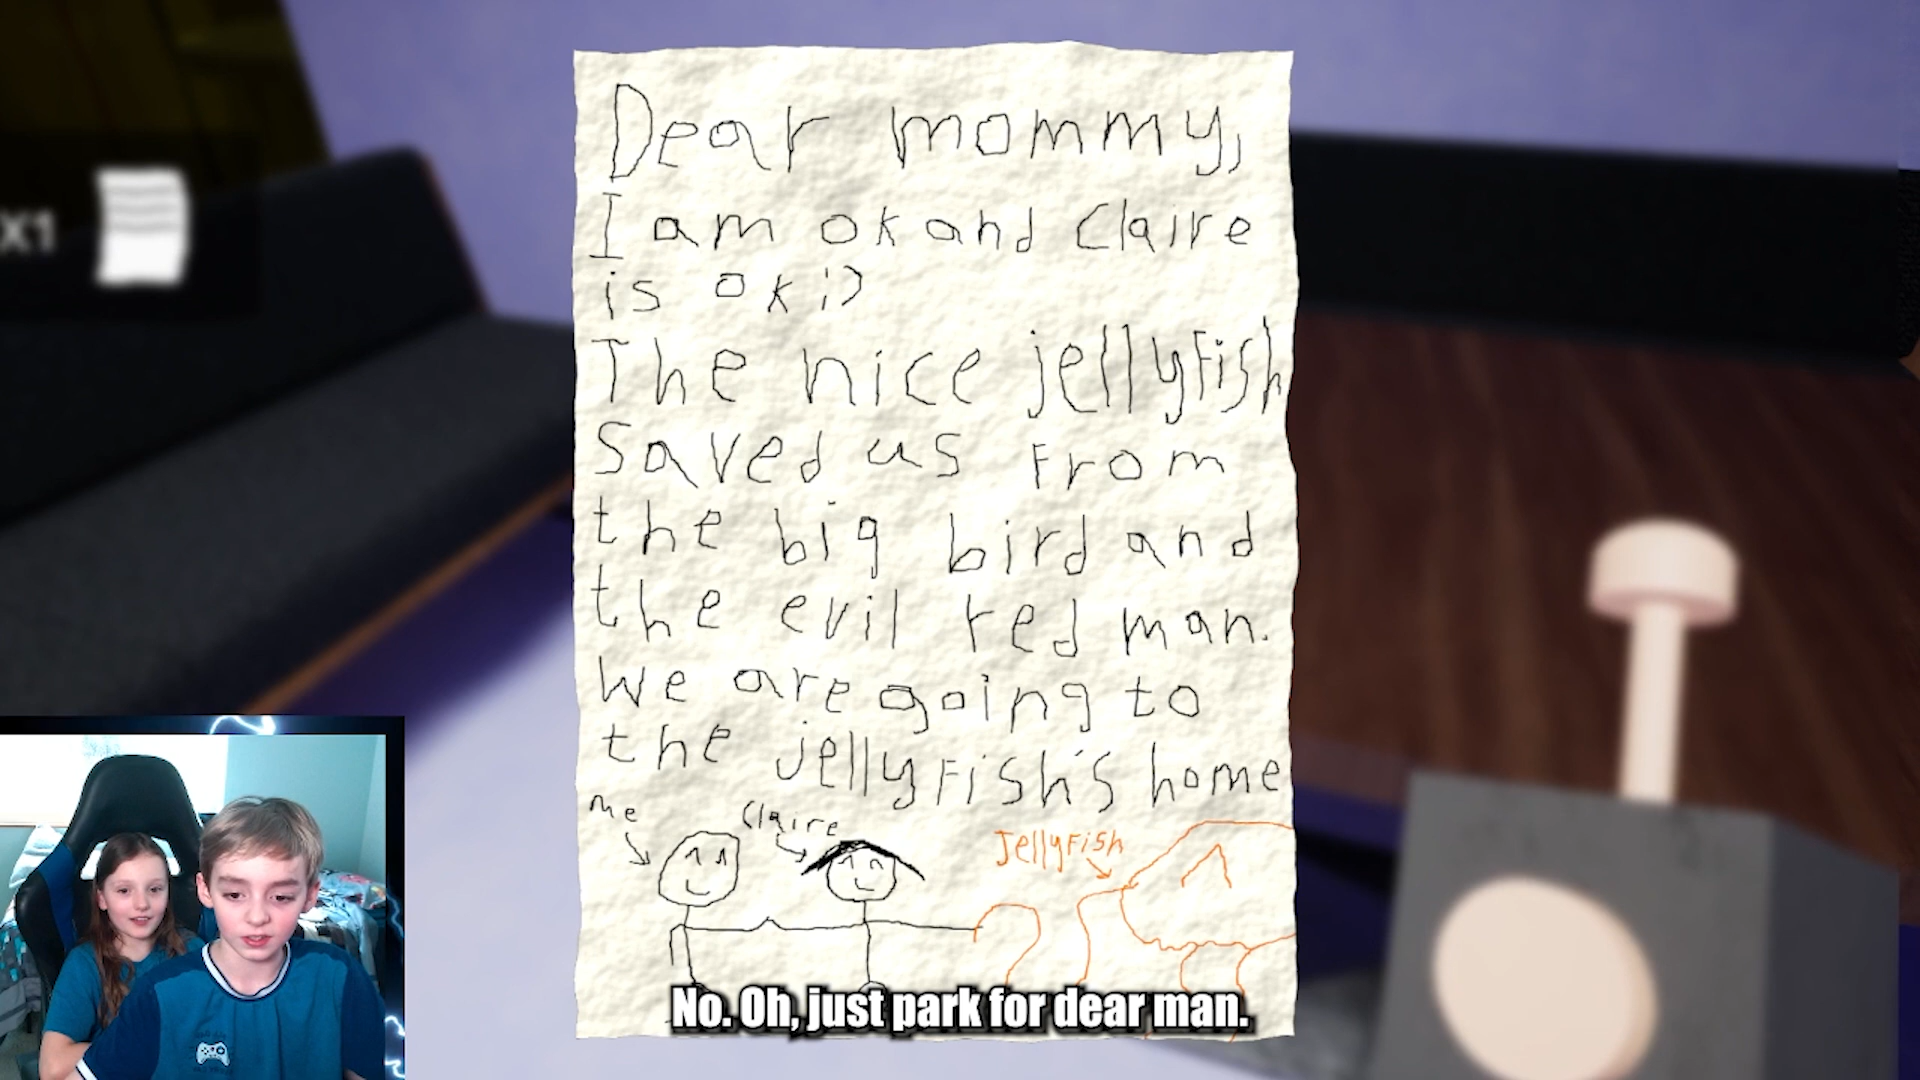 Dear mommy,
I am ok and Claire
is ok :)
The nice jellyfish
saved us from
the big bird and
the evil red man.
We are going to
the jellyfish's home
me
Claire
Jellyfish
X1
No. Oh, just park for dear man.